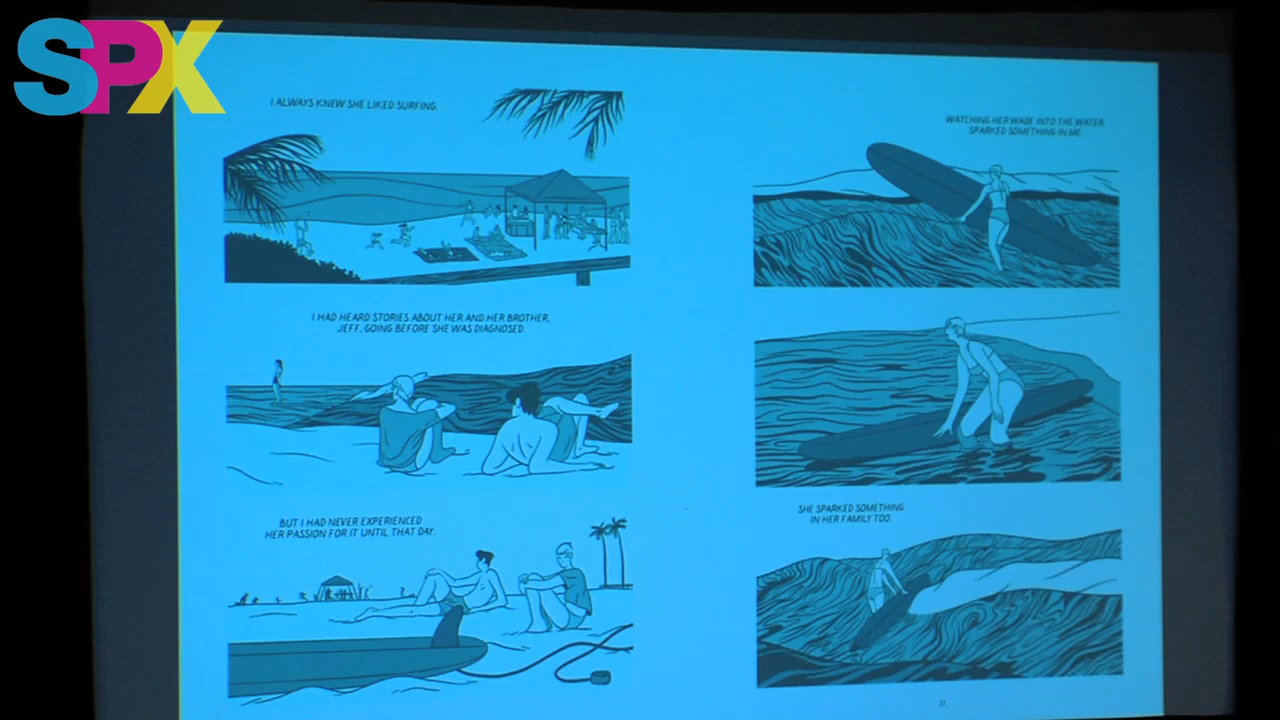 SPX
I ALWAYS KNEW SHE LIKED SURFING.
I HAD HEARD STORIES ABOUT HER AND HER BROTHER,
JEFF, GOING BEFORE SHE WAS DIAGNOSED.
BUT I HAD NEVER EXPERIENCED
HER PASSION FOR IT UNTIL THAT DAY.
WATCHING HER WADE INTO THE WATER
SPARKED SOMETHING IN ME.
SHE SPARKED SOMETHING
IN HER FAMILY TOO.
31